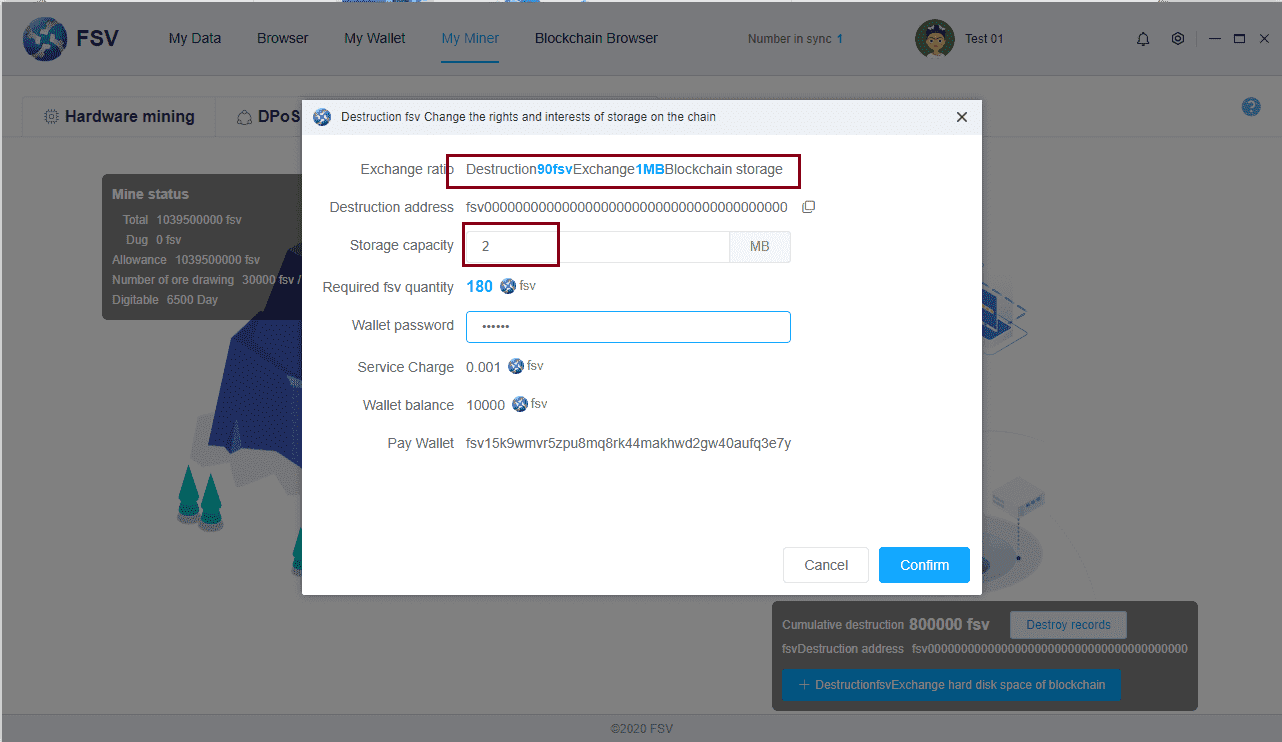 FSV
My Data
Browser
My Wallet
My Miner
Blockchain Browser
Number in sync 1
Test 01
Hardware mining
DPoS
?
Destruction fsv Change the rights and interests of storage on the chain
Exchange ratio Destruction90fsvExchange1MBBlockchain storage
Destruction address fsv00000000000000000000000000000000000000
Storage capacity 2 MB
Required fsv quantity 180 fsv
Wallet password ••••••
Service Charge 0.001 fsv
Wallet balance 10000 fsv
Pay Wallet fsv15k9wmvr5zpu8mq8rk44makhwd2gw40aufq3e7y
Cancel
Confirm
Mine status
Total 1039500000 fsv
Dug 0 fsv
Allowance 1039500000 fsv
Number of ore drawing 30000 fsv /
Digitable 6500 Day
Cumulative destruction 800000 fsv
Destroy records
fsvDestruction address fsv00000000000000000000000000000000000000
+ DestructionfsvExchange hard disk space of blockchain
©2020 FSV